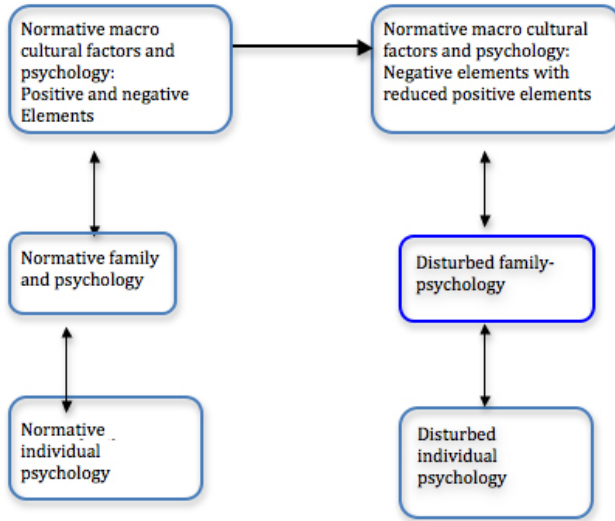 Normative macro
cultural factors and
psychology:
Positive and negative
Elements
Normative macro cultural
factors and psychology:
Negative elements with
reduced positive elements
Normative family
and psychology
Disturbed family-
psychology
Normative
individual
psychology
Disturbed
individual
psychology